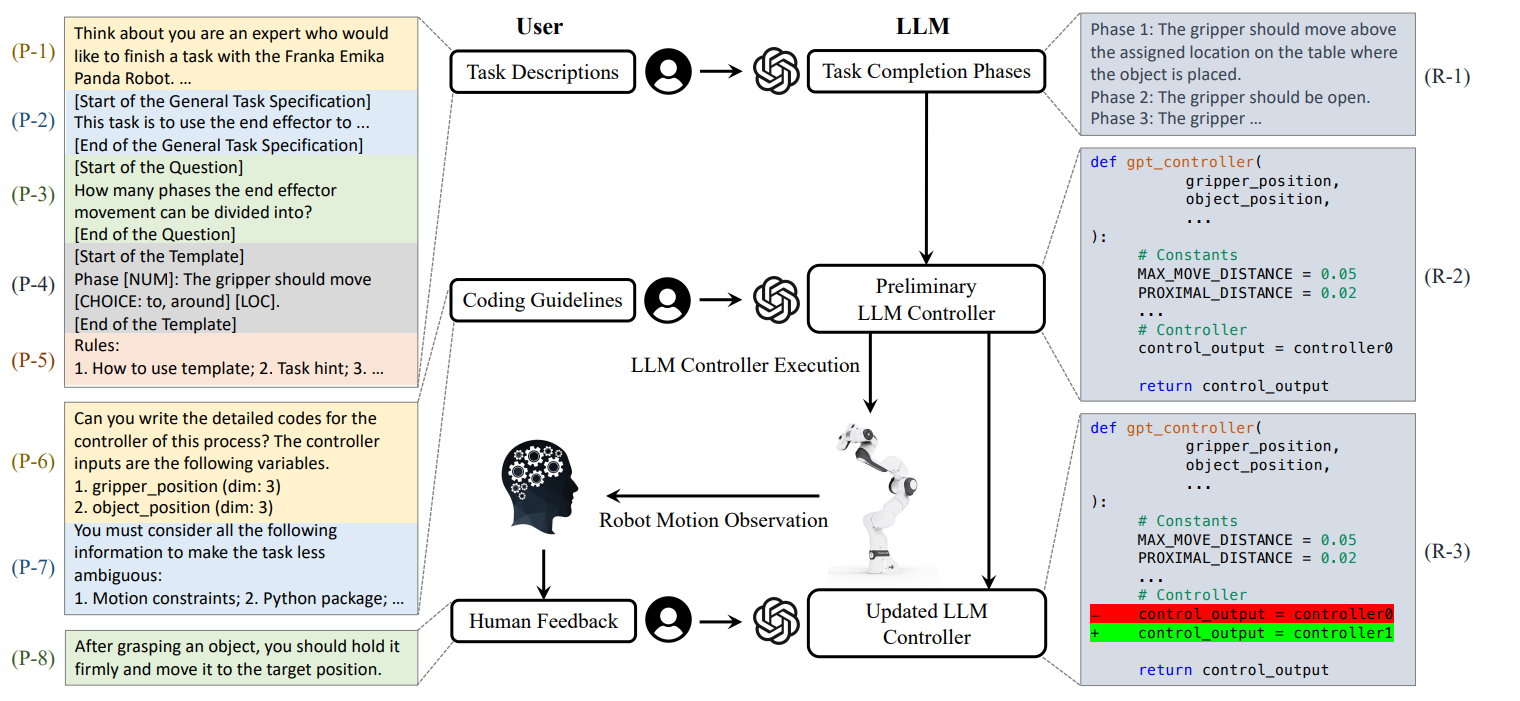 User
LLM
(P-1)
Think about you are an expert who would
like to finish a task with the Franka Emika
Panda Robot. ...
(P-2)
[Start of the General Task Specification]
This task is to use the end effector to ...
[End of the General Task Specification]
(P-3)
[Start of the Question]
How many phases the end effector
movement can be divided into?
[End of the Question]
(P-4)
[Start of the Template]
Phase [NUM]: The gripper should move
[CHOICE: to, around] [LOC].
[End of the Template]
(P-5)
Rules:
1. How to use template; 2. Task hint; 3. ...
Task Descriptions
Task Completion Phases
Phase 1: The gripper should move above
the assigned location on the table where
the object is placed.
Phase 2: The gripper should be open.
Phase 3: The gripper ...
(R-1)
(P-6)
Can you write the detailed codes for the
controller of this process? The controller
inputs are the following variables.
1. gripper_position (dim: 3)
2. object_position (dim: 3)
(P-7)
You must consider all the following
information to make the task less
ambiguous:
1. Motion constraints; 2. Python package; ...
Coding Guidelines
Preliminary
LLM Controller
def gpt_controller(
gripper_position,
object_position,
...
):
# Constants
MAX_MOVE_DISTANCE = 0.05
PROXIMAL_DISTANCE = 0.02
...
# Controller
control_output = controller0
return control_output
(R-2)
LLM Controller Execution
Robot Motion Observation
(P-8)
After grasping an object, you should hold it
firmly and move it to the target position.
Human Feedback
Updated LLM
Controller
def gpt_controller(
gripper_position,
object_position,
...
):
# Constants
MAX_MOVE_DISTANCE = 0.05
PROXIMAL_DISTANCE = 0.02
...
# Controller
- control_output = controller0
+ control_output = controller1
return control_output
(R-3)